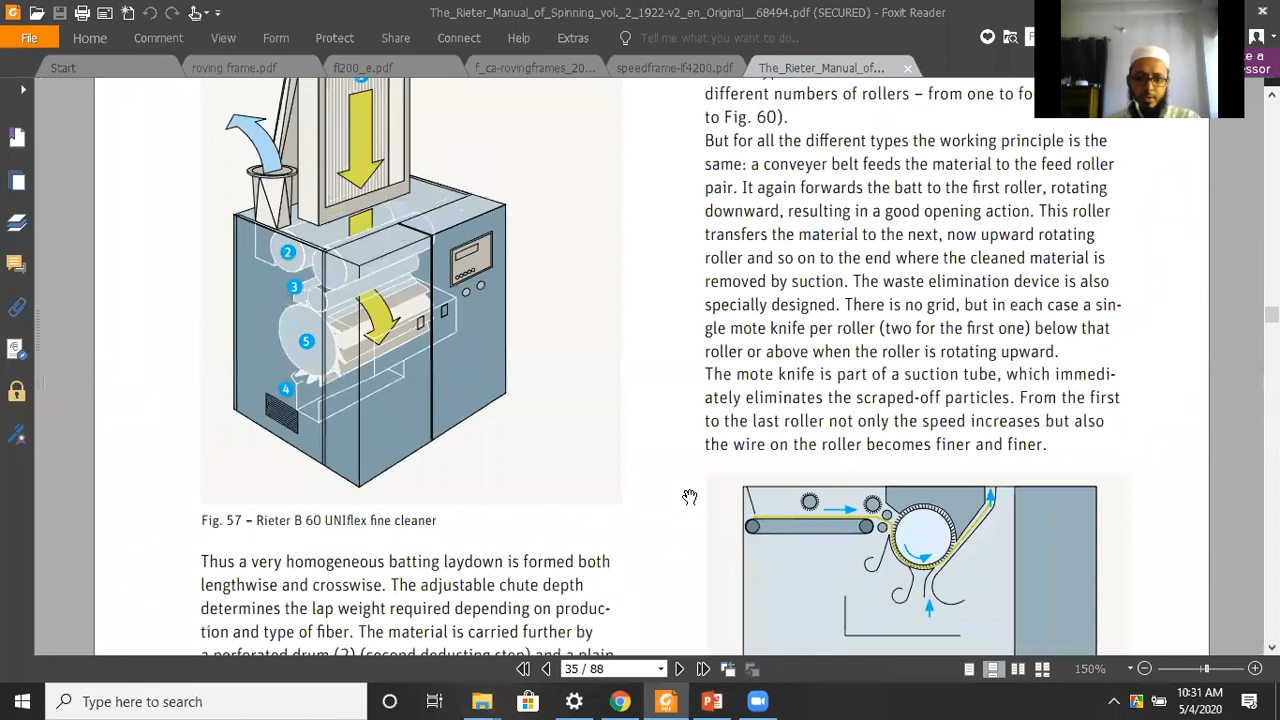 The_Rieter_Manual_of_Spinning_vol._2_1922-v2_en_Original__68494.pdf (SECURED) - Foxit Reader
File Home Comment View Form Protect Share Connect Help Extras Tell me what you want to do...
Start roving frame.pdf fl200_e.pdf f_ca-rovingframes_20... speedframe-lf4200.pdf The_Rieter_Manual_of...
2
3
5
4
Fig. 57 – Rieter B 60 UNIflex fine cleaner
Thus a very homogeneous batting laydown is formed both
lengthwise and crosswise. The adjustable chute depth
determines the lap weight required depending on produc-
tion and type of fiber. The material is carried further by
a perforated drum (2) (second dedusting step) and a plain
different numbers of rollers – from one to
to Fig. 60).
But for all the different types the working principle is the
same: a conveyer belt feeds the material to the feed roller
pair. It again forwards the batt to the first roller, rotating
downward, resulting in a good opening action. This roller
transfers the material to the next, now upward rotating
roller and so on to the end where the cleaned material is
removed by suction. The waste elimination device is also
specially designed. There is no grid, but in each case a sin-
gle mote knife per roller (two for the first one) below that
roller or above when the roller is rotating upward.
The mote knife is part of a suction tube, which immedi-
ately eliminates the scraped-off particles. From the first
to the last roller not only the speed increases but also
the wire on the roller becomes finer and finer.
35 / 88
150%
Type here to search
10:31 AM
5/4/2020